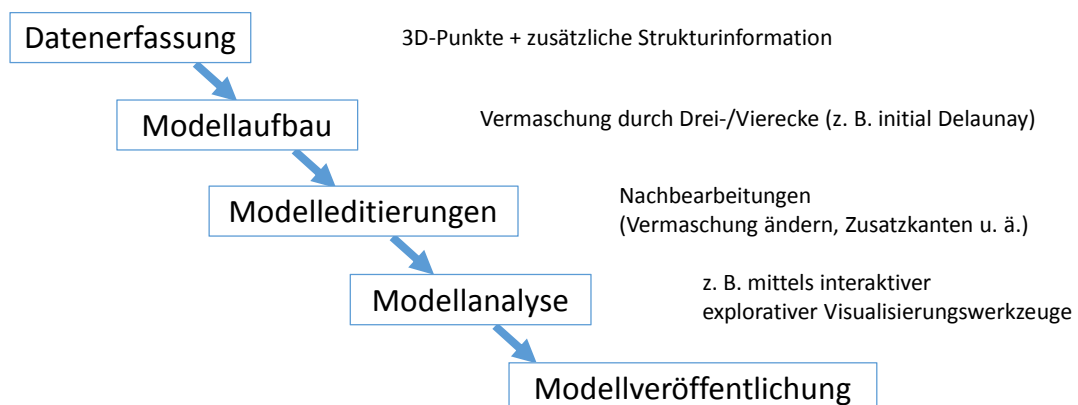 Datenerfassung
3D-Punkte + zusätzliche Strukturinformation
Modellaufbau
Vermaschung durch Drei-/Vierecke (z. B. initial Delaunay)
Modelleditierungen
Nachbearbeitungen
(Vermaschung ändern, Zusatzkanten u. ä.)
Modellanalyse
z. B. mittels interaktiver
explorativer Visualisierungswerkzeuge
Modellveröffentlichung